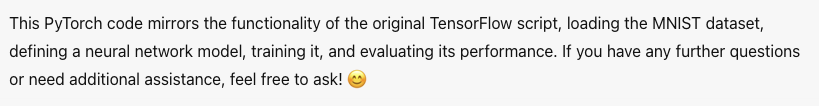 This PyTorch code mirrors the functionality of the original TensorFlow script, loading the MNIST dataset,
defining a neural network model, training it, and evaluating its performance. If you have any further questions
or need additional assistance, feel free to ask! 😊